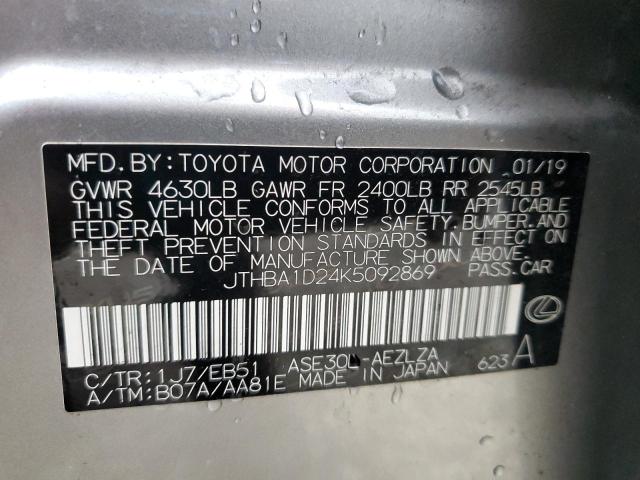 MFD. BY: TOYOTA MOTOR CORPORATION 01/19
GVWR 4630LB GAWR FR 2400LB RR 2545LB
THIS VEHICLE CONFORMS TO ALL APPLICABLE
FEDERAL MOTOR VEHICLE SAFETY, BUMPER, AND
THEFT PREVENTION STANDARDS IN EFFECT ON
THE DATE OF MANUFACTURE SHOWN ABOVE.
JTHBA1D24K5092869 PASS. CAR
C/TR: 1J7/EB51 ASE30L-AEZLZA
A/TM: B07A/AA81E MADE IN JAPAN 623 A